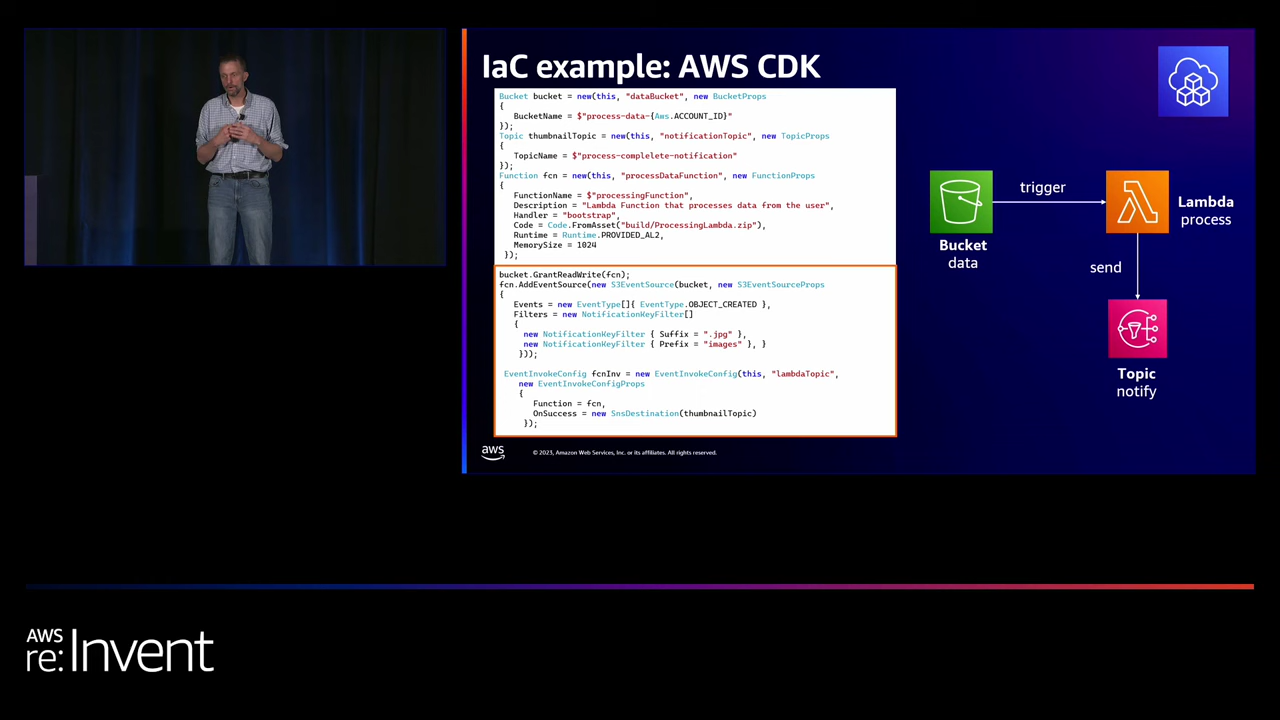 IaC example: AWS CDK
Bucket bucket = new(this, "dataBucket", new BucketProps
{
BucketName = $"process-data-{Aws.ACCOUNT_ID}"
});
Topic thumbnailTopic = new(this, "notificationTopic", new TopicProps
{
TopicName = $"process-complelete-notification"
});
Function fcn = new(this, "processDataFunction", new FunctionProps
{
FunctionName = $"processingFunction",
Description = "Lambda Function that processes data from the user",
Handler = "bootstrap",
Code = Code.FromAsset("build/ProcessingLambda.zip"),
Runtime = Runtime.PROVIDED_AL2,
MemorySize = 1024
});
bucket.GrantReadWrite(fcn);
fcn.AddEventSource(new S3EventSource(bucket, new S3EventSourceProps
{
Events = new EventType[]{ EventType.OBJECT_CREATED },
Filters = new NotificationKeyFilter[]
{
new NotificationKeyFilter { Suffix = ".jpg" },
new NotificationKeyFilter { Prefix = "images" }, }
}));
EventInvokeConfig fcnInv = new EventInvokeConfig(this, "lambdaTopic",
new EventInvokeConfigProps
{
Function = fcn,
OnSuccess = new SnsDestination(thumbnailTopic)
});
trigger
Bucket
data
Lambda
process
send
Topic
notify
aws
© 2023, Amazon Web Services, Inc. or its affiliates. All rights reserved.
AWS
re:Invent